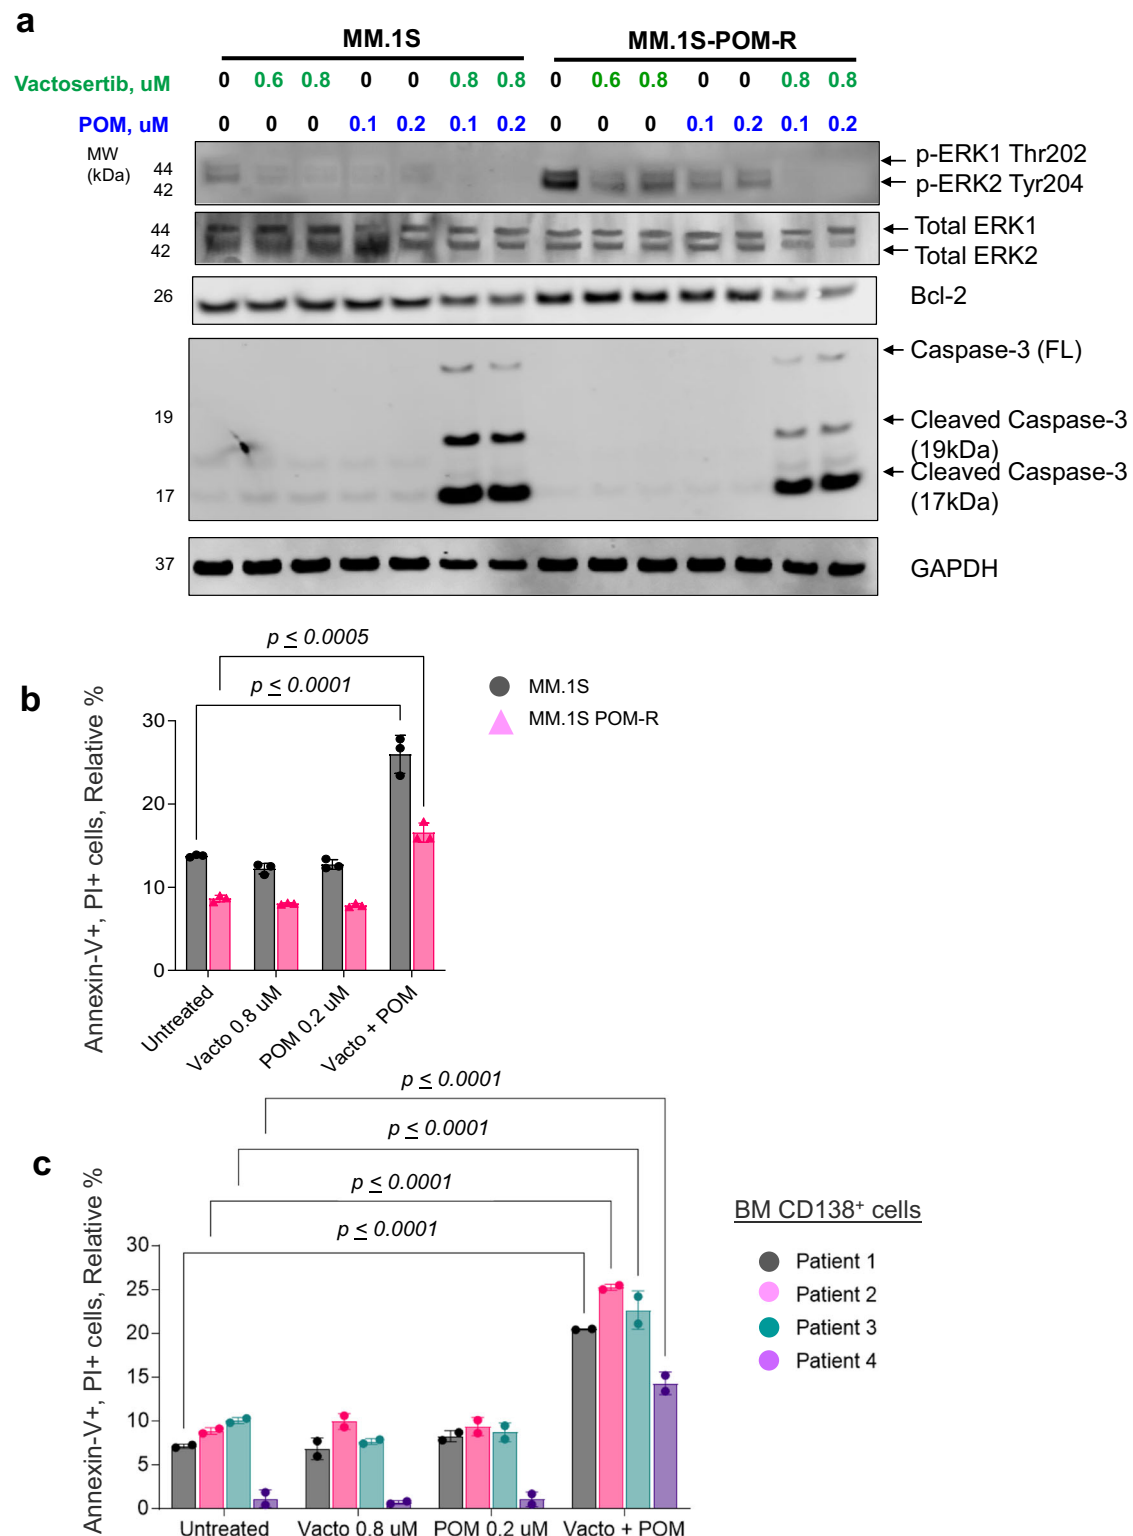 a
MM.1S MM.1S-POM-R
Vactosertib, uM 0 0.6 0.8 0 0 0.8 0.8 0 0.6 0.8 0 0 0.8 0.8
POM, uM 0 0 0 0.1 0.2 0.1 0.2 0 0 0 0.1 0.2 0.1 0.2
MW
(kDa)
44 p-ERK1 Thr202
42 p-ERK2 Tyr204
44 Total ERK1
42 Total ERK2
26 Bcl-2
Caspase-3 (FL)
19 Cleaved Caspase-3
(19kDa)
Cleaved Caspase-3
17 (17kDa)
37 GAPDH
p ≤ 0.0005
p ≤ 0.0001
b
MM.1S
MM.1S POM-R
Annexin-V+, PI+ cells, Relative %
30
20
10
0
Untreated
Vacto 0.8 uM
POM 0.2 uM
Vacto + POM
p ≤ 0.0001
p ≤ 0.0001
c
p ≤ 0.0001
p ≤ 0.0001
Annexin-V+, PI+ cells, Relative %
BM CD138⁺ cells
Patient 1
Patient 2
Patient 3
Patient 4
30
25
20
15
10
5
0
Untreated Vacto 0.8 uM POM 0.2 uM Vacto + POM